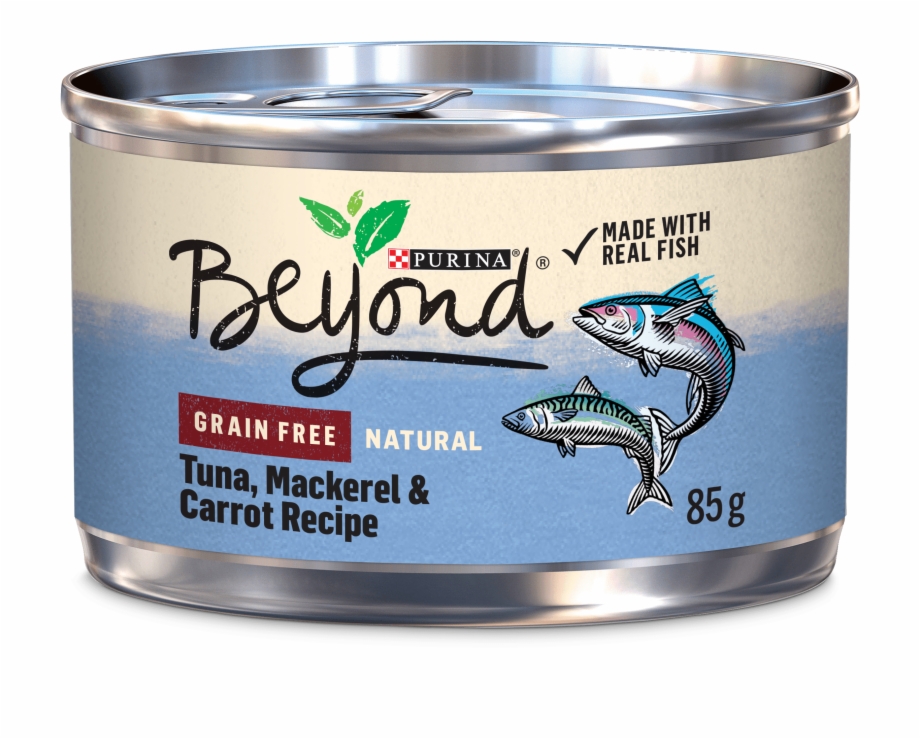 PURINA®
Beyond®
MADE WITH
REAL FISH
GRAIN FREE
NATURAL
Tuna, Mackerel &
Carrot Recipe
85g